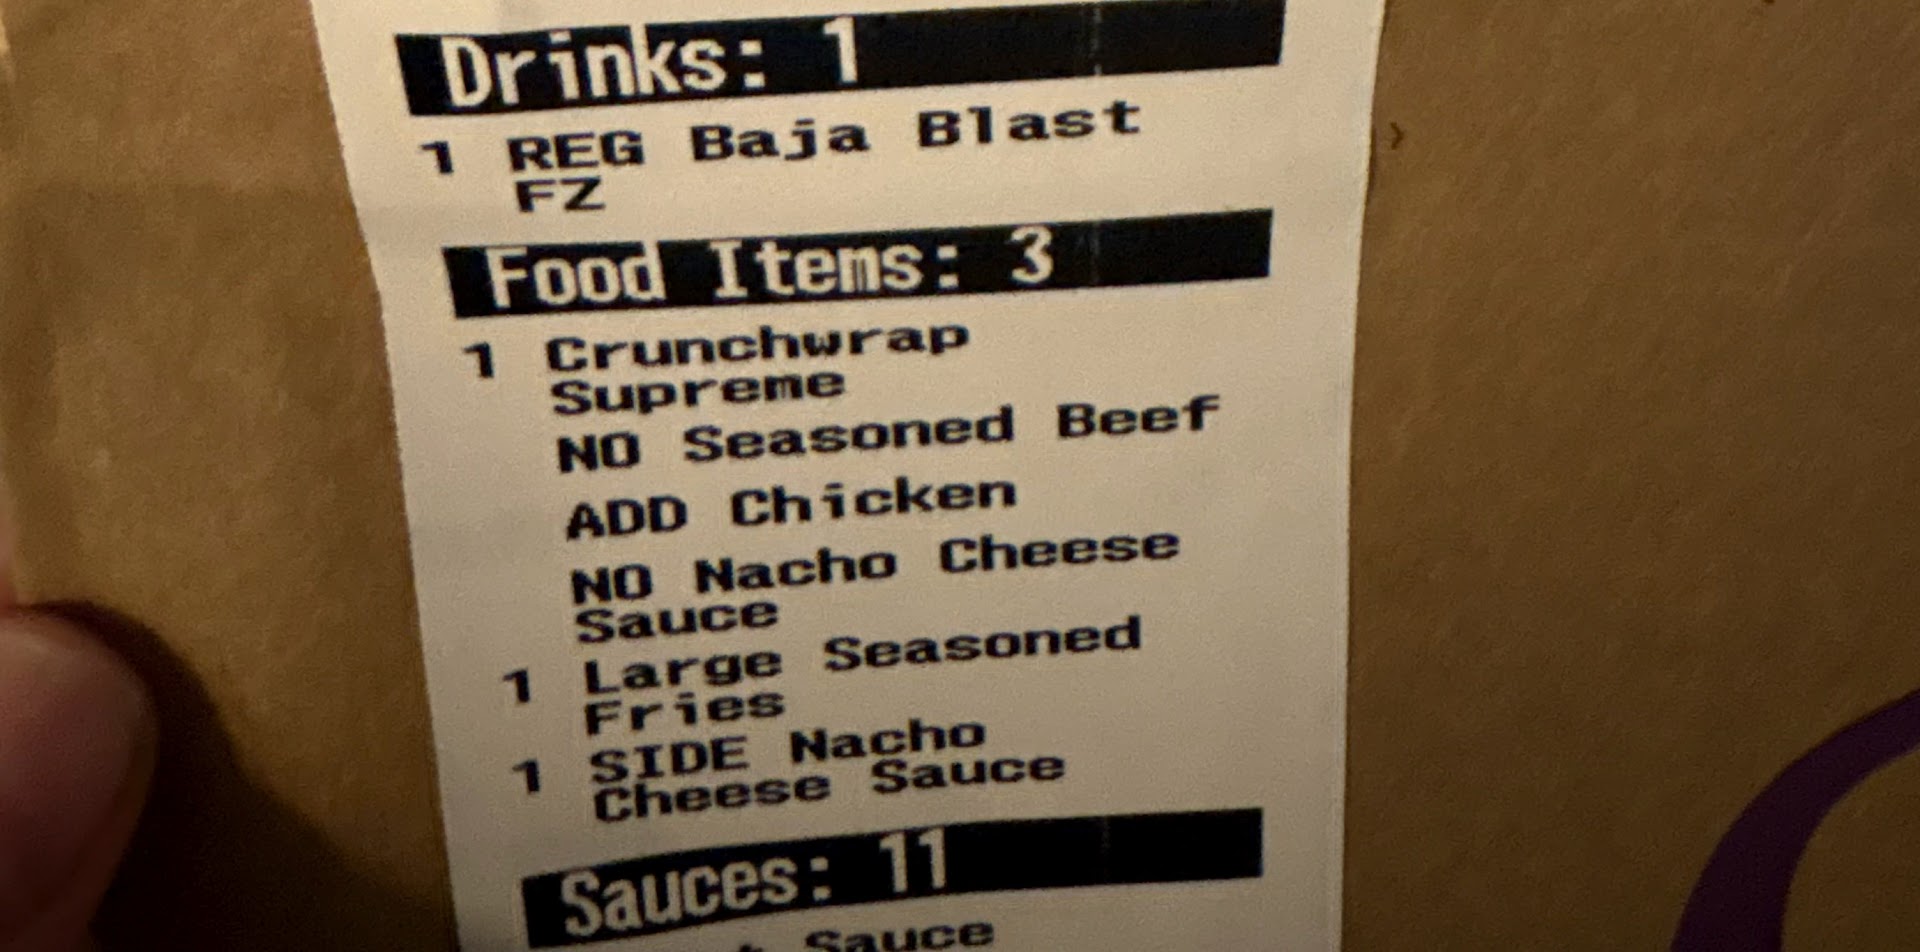 Drinks: 1
1 REG Baja Blast
FZ
Food Items: 3
1 Crunchwrap
Supreme
NO Seasoned Beef
ADD Chicken
NO Nacho Cheese
Sauce
1 Large Seasoned
Fries
1 SIDE Nacho
Cheese Sauce
Sauces: 11
Sauce